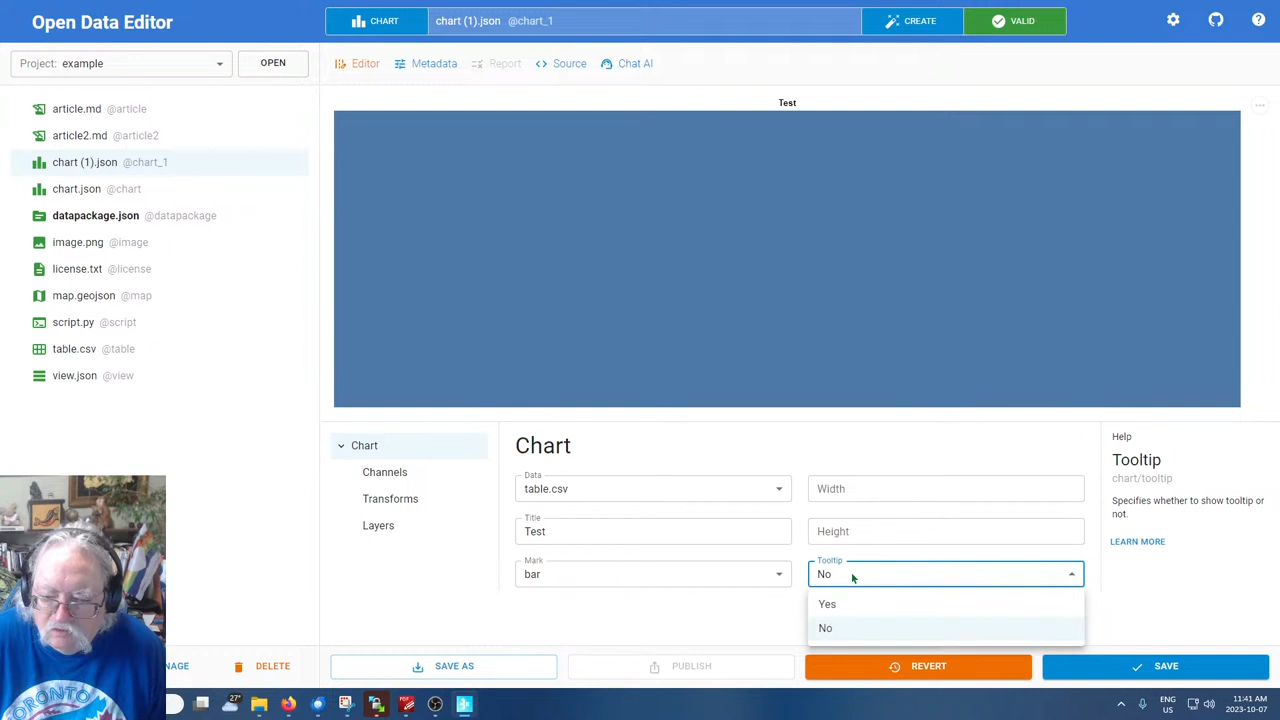 Open Data Editor
CHART
chart (1).json @chart_1
CREATE
VALID
Project: example
OPEN
Editor
Metadata
Report
Source
Chat AI
article.md @article
article2.md @article2
chart (1).json @chart_1
chart.json @chart
datapackage.json @datapackage
image.png @image
license.txt @license
map.geojson @map
script.py @script
table.csv @table
view.json @view
Test
Chart
Channels
Transforms
Layers
Chart
Data
table.csv
Width
Title
Test
Height
Mark
bar
Tooltip
No
Yes
No
Help
Tooltip
chart/tooltip
Specifies whether to show tooltip or
not.
LEARN MORE
NAGE
DELETE
SAVE AS
PUBLISH
REVERT
SAVE
TORONTO
27°
ENG
US
11:41 AM
2023-10-07